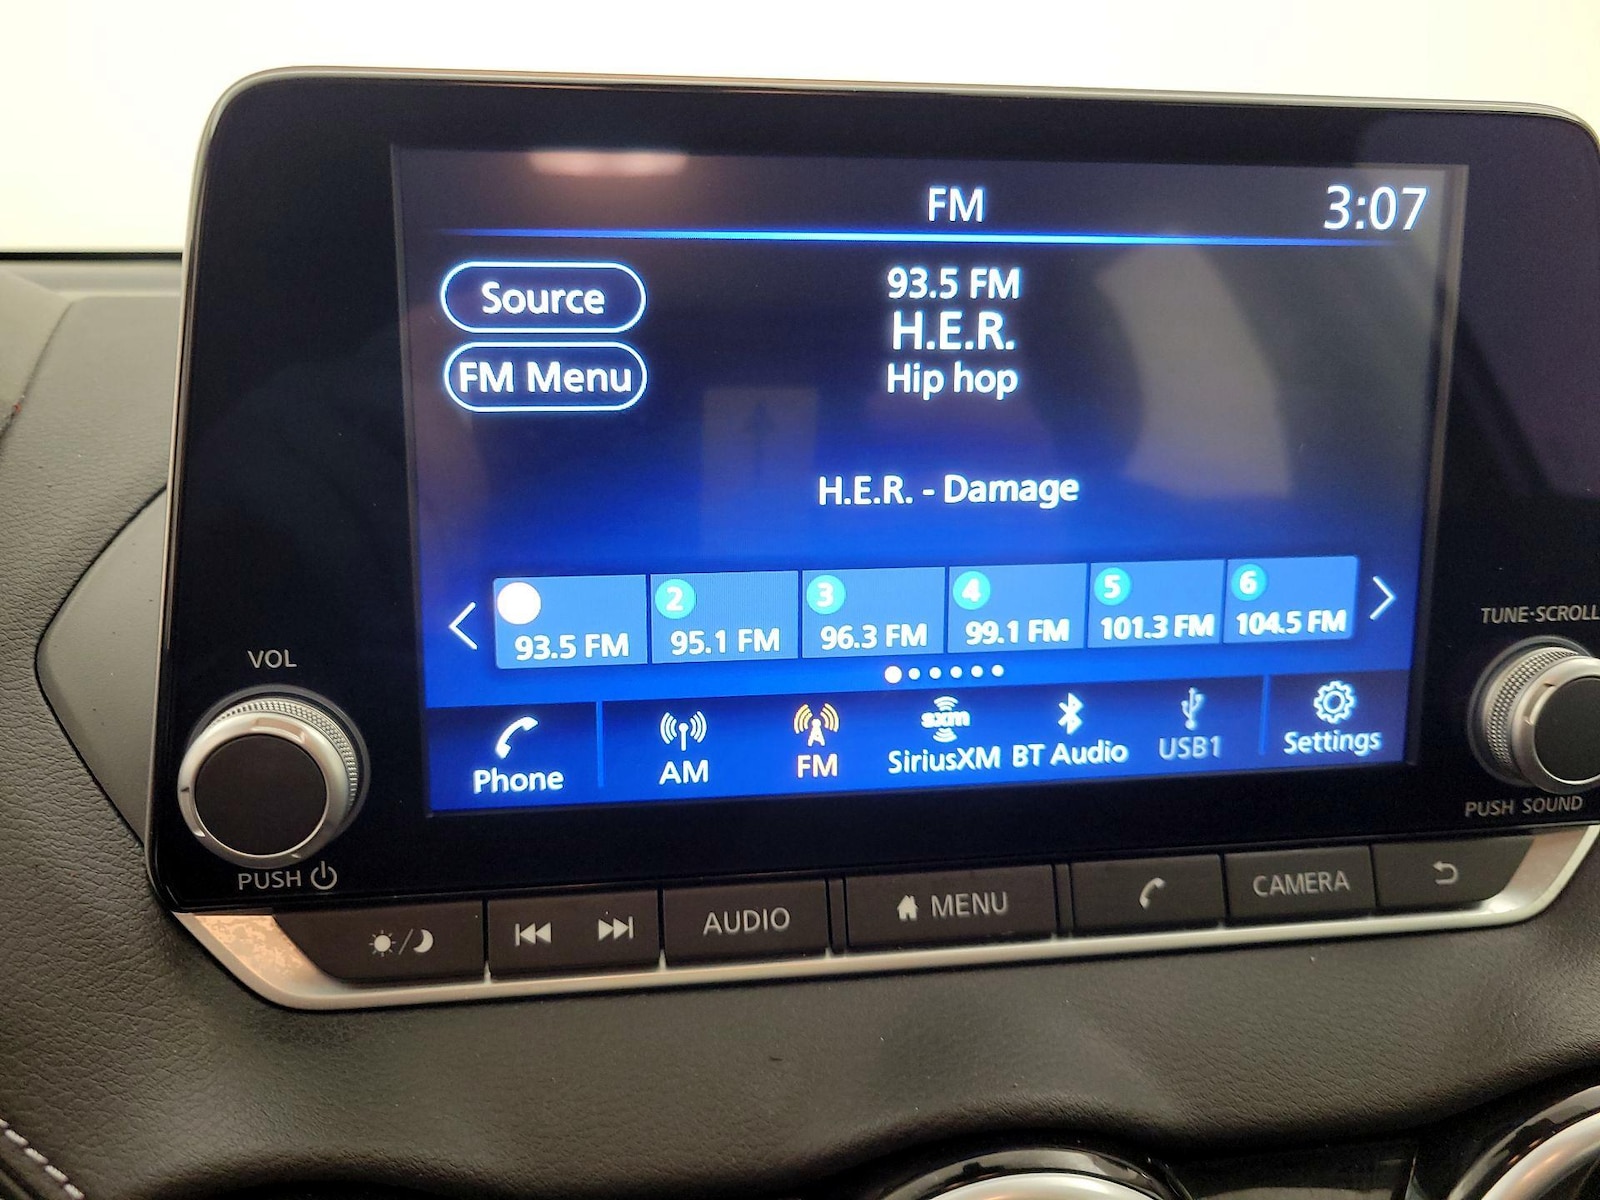 FM
3:07
Source
93.5 FM
H.E.R.
FM Menu
Hip hop
H.E.R. - Damage
2
3
4
5
6
93.5 FM
95.1 FM
96.3 FM
99.1 FM
101.3 FM
104.5 FM
TUNE·SCROLL
VOL
sxm
Phone
AM
FM
SiriusXM
BT Audio
USB1
Settings
PUSH SOUND
PUSH
AUDIO
MENU
CAMERA